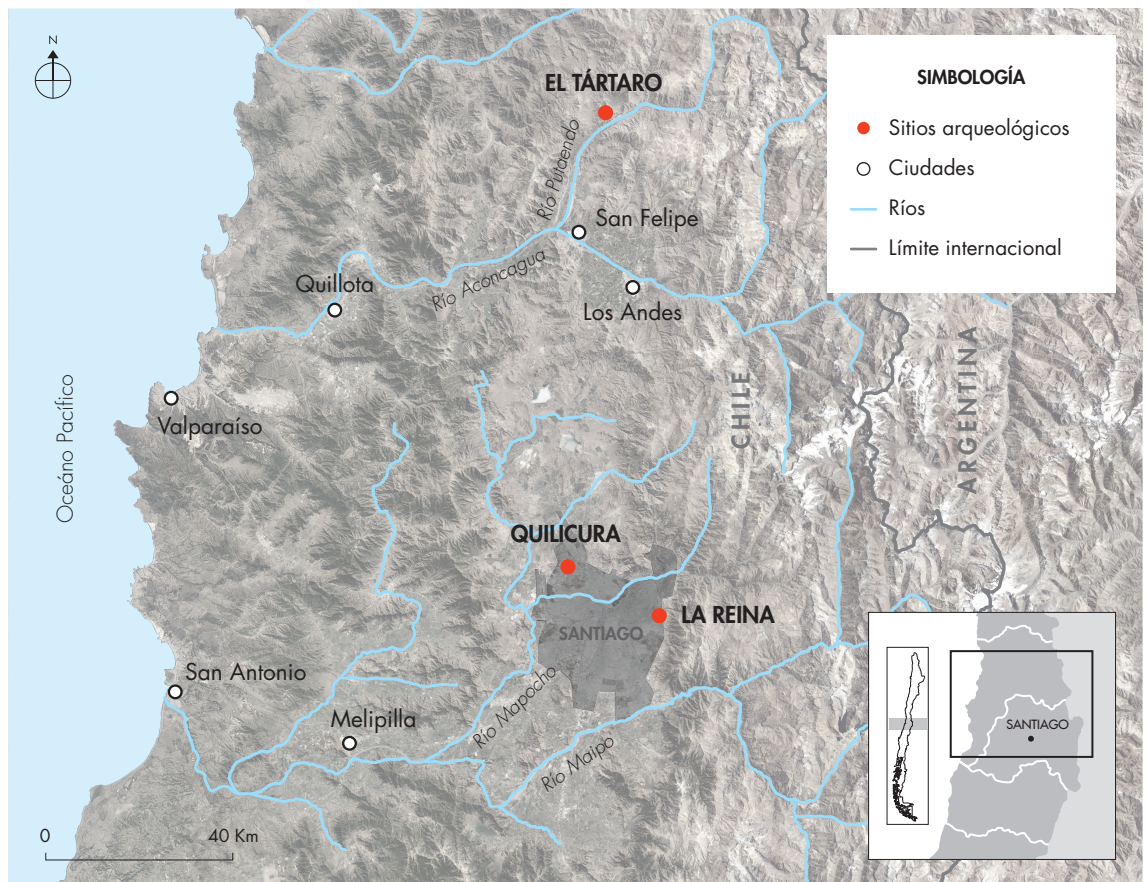 N
EL TÁRTARO
SIMBOLOGÍA
Sitios arqueológicos
Ciudades
Ríos
Límite internacional
Río Putaendo
San Felipe
Río Aconcagua
Quillota
Los Andes
CHILE
ARGENTINA
Valparaíso
Océano Pacífico
QUILICURA
LA REINA
SANTIAGO
San Antonio
Río Mapocho
Melipilla
Río Maipo
0 40 Km
SANTIAGO